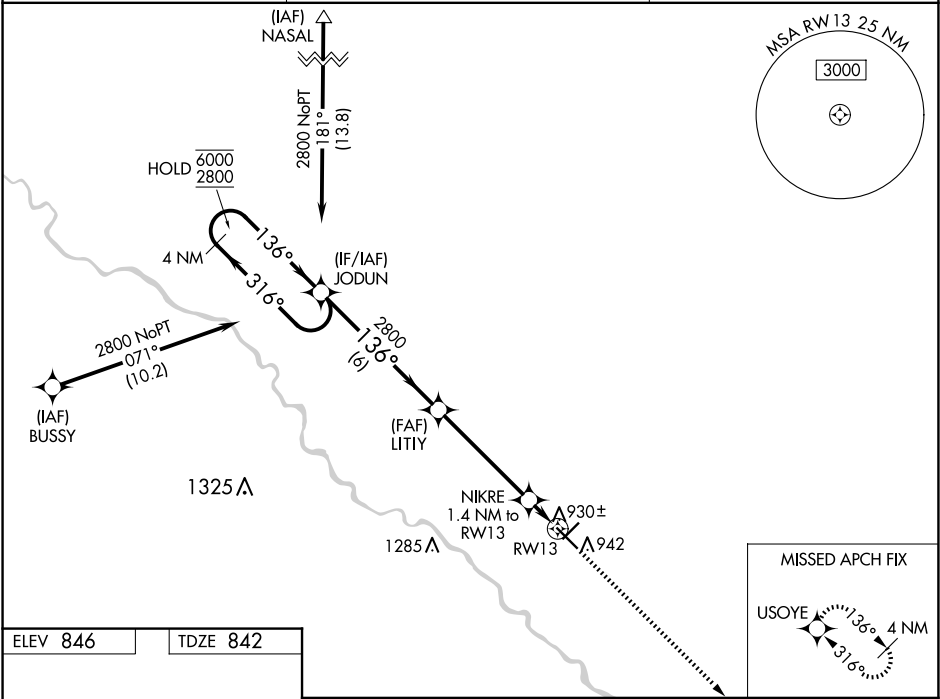 (IAF)
NASAL
MSA RW13 25 NM
3000
2800 NoPT
181°
(13.8)
HOLD 6000
2800
4 NM
136°
316°
(IF/IAF)
JODUN
2800
136°
(6)
2800 NoPT
071°
(10.2)
(IAF)
BUSSY
(FAF)
LITIY
1325
NIKRE
1.4 NM to
RW13
930±
1285
RW13
942
MISSED APCH FIX
USOYE
136°
4 NM
316°
ELEV 846
TDZE 842